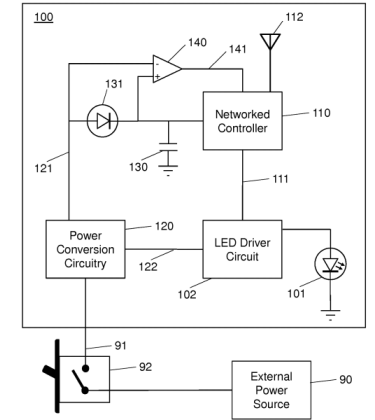 100
112
140
141
-
+
131
Networked
Controller
110
121
130
111
Power
Conversion
Circuitry
120
122
LED Driver
Circuit
102
101
91
92
External
Power
Source
90